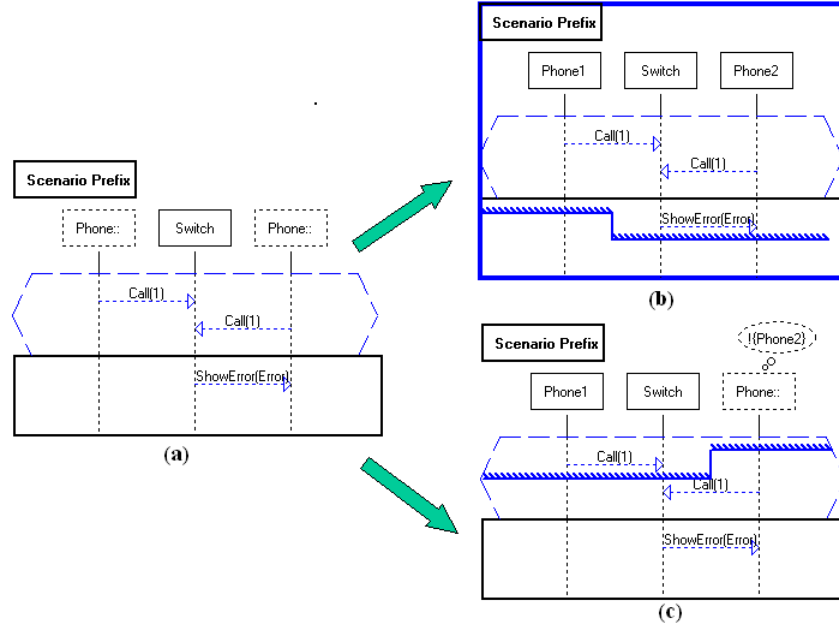 Scenario Prefix
Phone1 Switch Phone2
Call(1)
Call(1)
ShowError(Error)
(b)
Scenario Prefix
Phone:: Switch Phone::
Call(1)
Call(1)
ShowError(Error)
(a)
Scenario Prefix
!{Phone2}
Phone1 Switch Phone::
Call(1)
Call(1)
ShowError(Error)
(c)